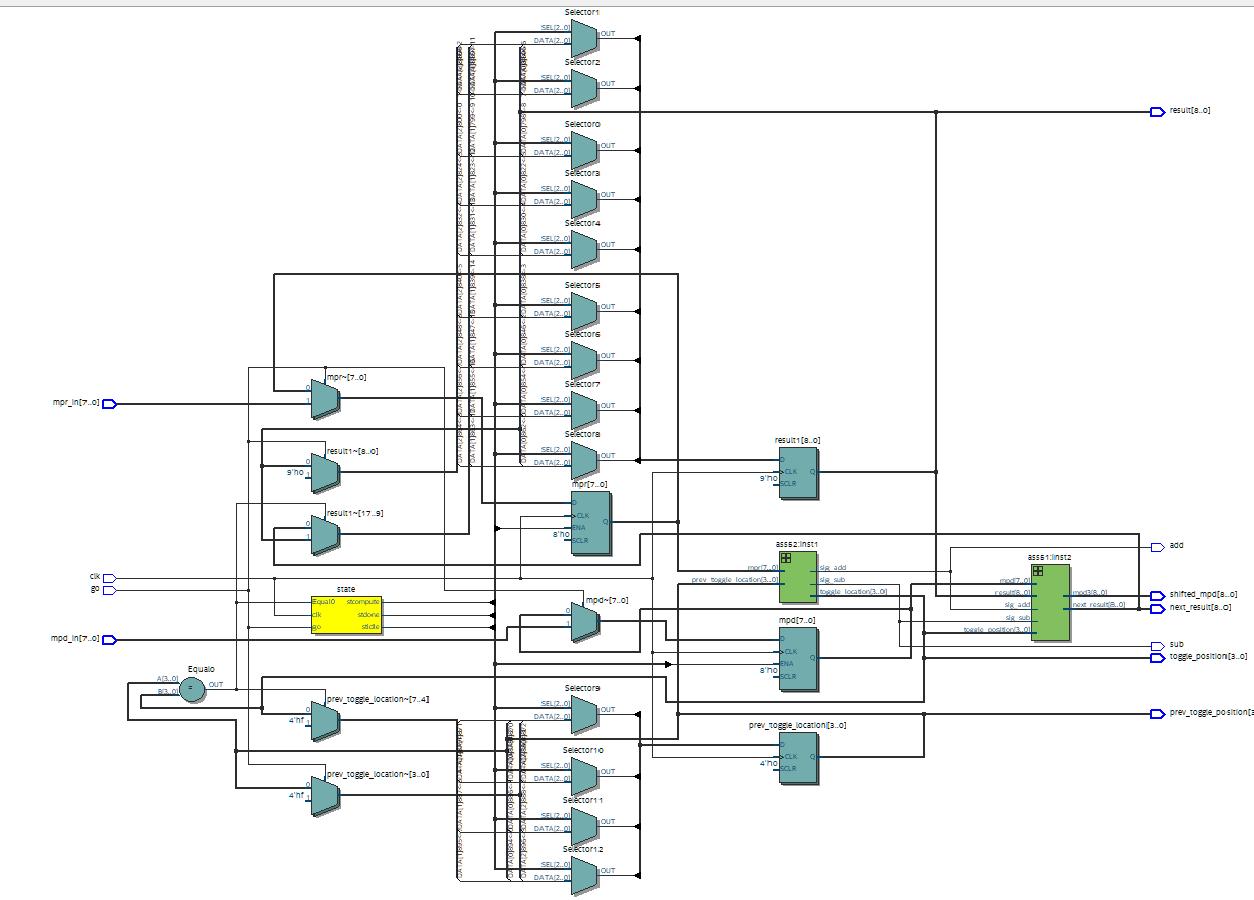 Selector1
SEL[2..0]
DATA[2..0]
OUT
Selector2
SEL[2..0]
DATA[2..0]
OUT
result[8..0]
Selector0
SEL[2..0]
DATA[2..0]
OUT
Selector3
SEL[2..0]
DATA[2..0]
OUT
Selector4
SEL[2..0]
DATA[2..0]
OUT
Selector5
SEL[2..0]
DATA[2..0]
OUT
Selector6
SEL[2..0]
DATA[2..0]
OUT
Selector7
SEL[2..0]
DATA[2..0]
OUT
Selector8
SEL[2..0]
DATA[2..0]
OUT
mpr_in[7..0]
mpr~[7..0]
0
1
result1~[8..0]
0
9'h0
1
result1~[17..9]
0
1
mpr[7..0]
D
CLK
ENA
8'h0
SCLR
Q
result1[8..0]
D
CLK
9'h0
SCLR
Q
clk
go
mpd_in[7..0]
state
Equal0
clk
go
stcompute
stdone
stidle
mpd~[7..0]
0
1
ass52:inst1
mpr[7..0]
prev_toggle_location[3..0]
sig_add
sig_sub
toggle_location[3..0]
mpd[7..0]
D
CLK
ENA
8'h0
SCLR
Q
ass51:inst2
mpd[7..0]
result[8..0]
sig_add
sig_sub
toggle_position[3..0]
mpd3[8..0]
next_result[8..0]
add
shifted_mpd[8..0]
next_result[8..0]
sub
toggle_position[3..0]
Equal0
A[3..0]
B[3..0]
=
OUT
prev_toggle_location~[7..4]
0
4'hf
1
prev_toggle_location~[3..0]
0
4'hf
1
Selector9
SEL[2..0]
DATA[2..0]
OUT
Selector10
SEL[2..0]
DATA[2..0]
OUT
Selector11
SEL[2..0]
DATA[2..0]
OUT
Selector12
SEL[2..0]
DATA[2..0]
OUT
prev_toggle_location[3..0]
D
CLK
4'h0
SCLR
Q
prev_toggle_position[3